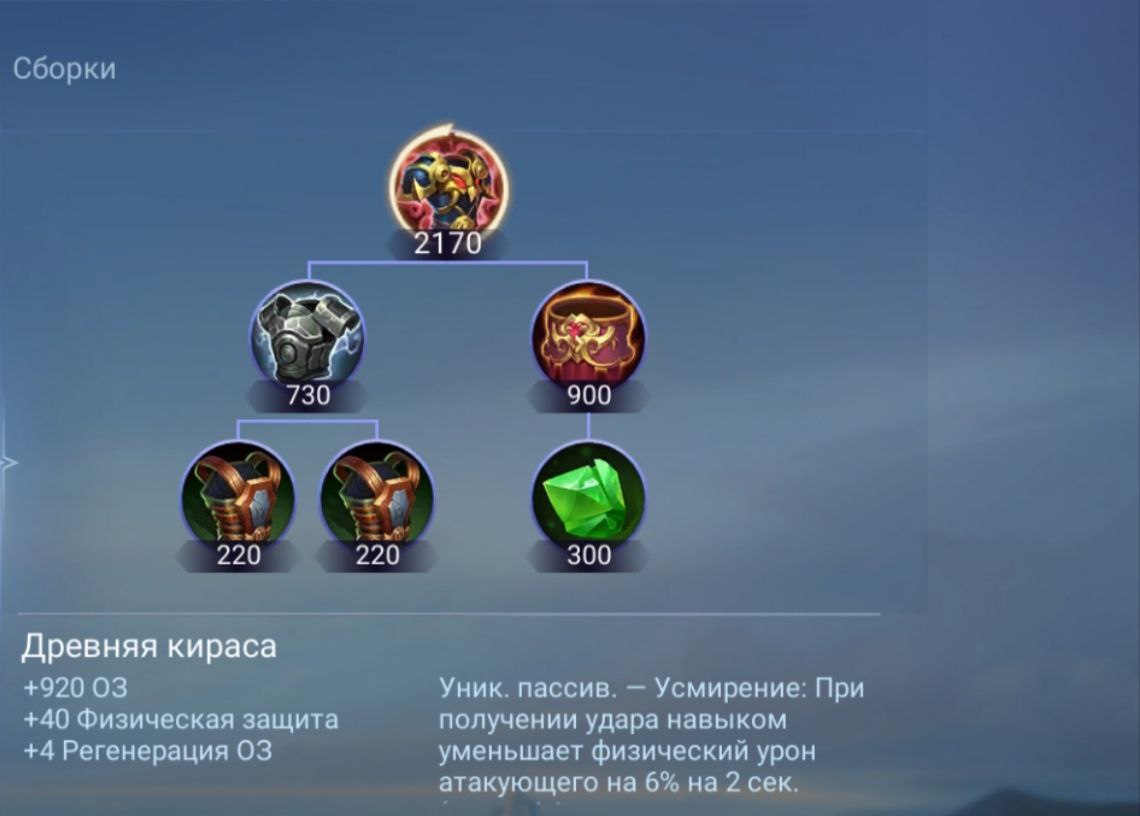 Сборки
2170
730
900
220
220
300
Древняя кираса
+920 ОЗ
+40 Физическая защита
+4 Регенерация ОЗ
Уник. пассив. — Усмирение: При
получении удара навыком
уменьшает физический урон
атакующего на 6% на 2 сек.